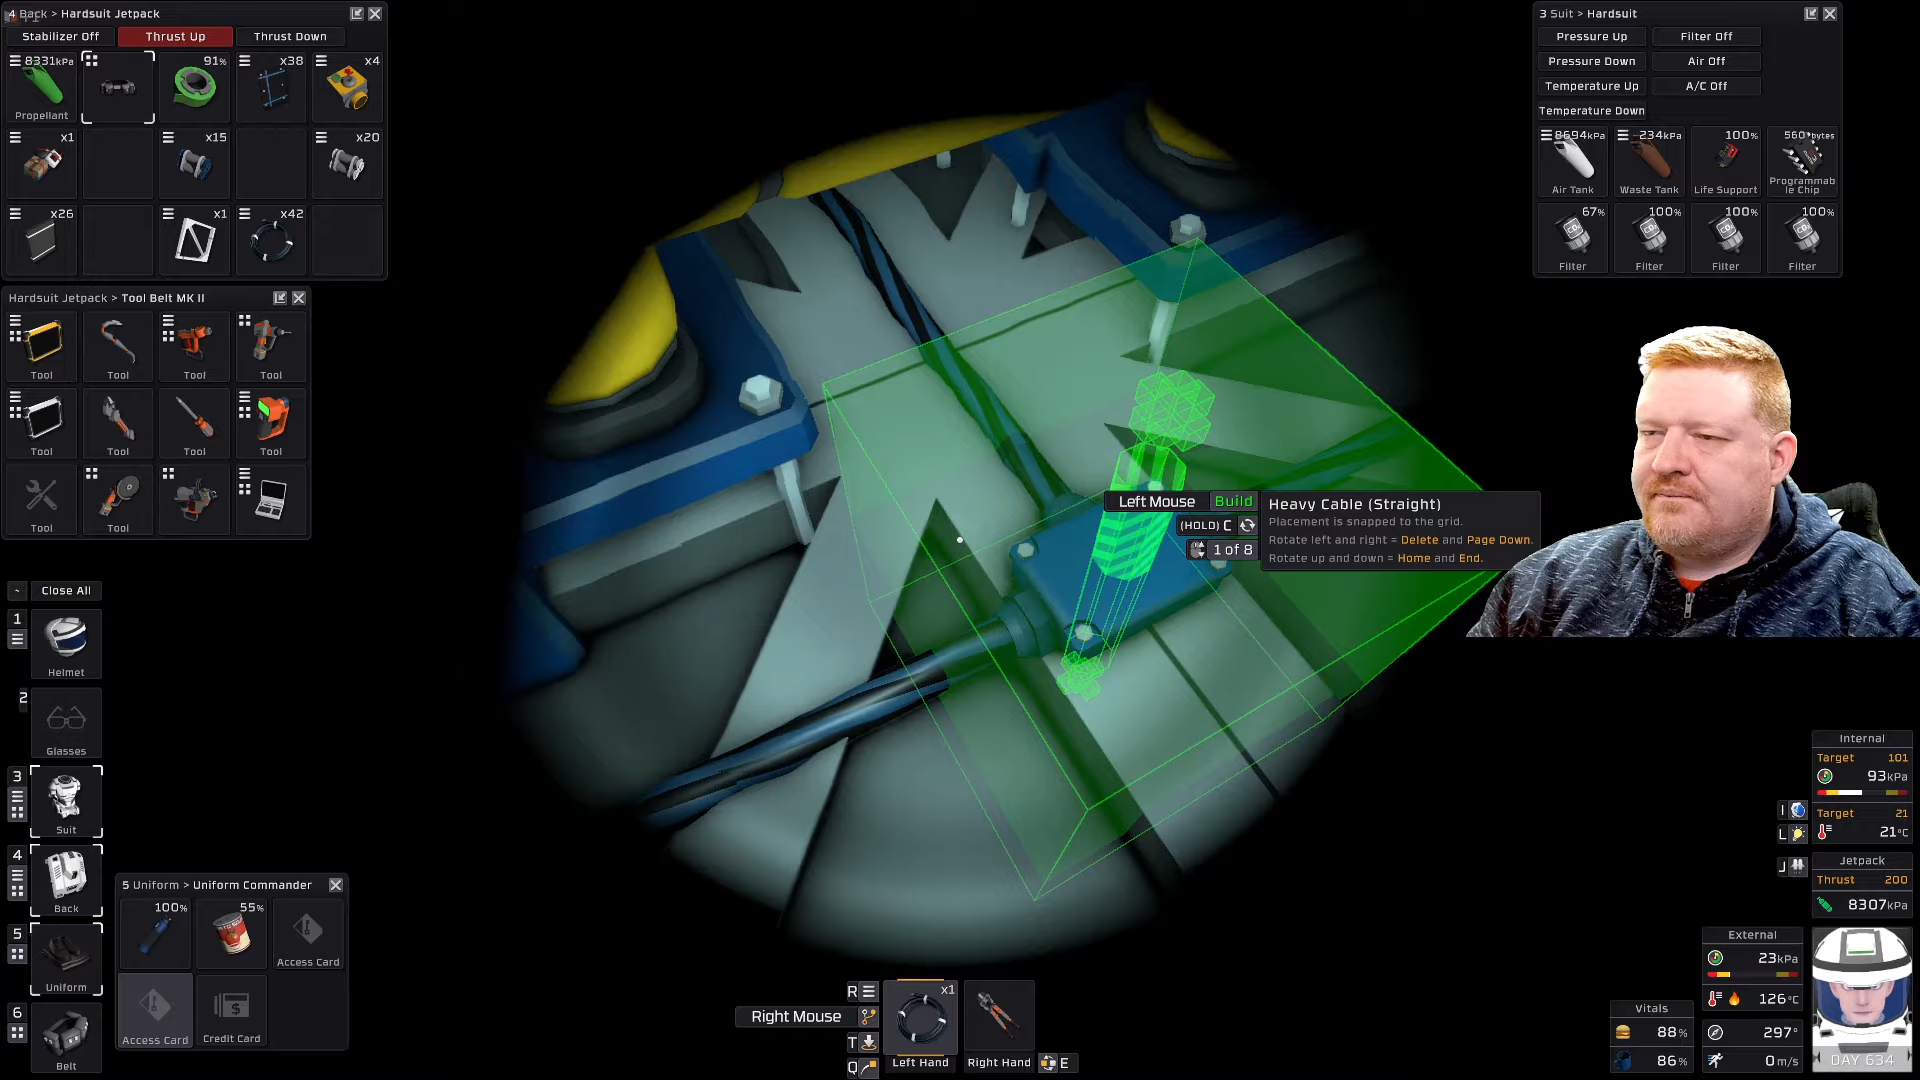 4 Back > Hardsuit Jetpack
Stabilizer Off
Thrust Up
Thrust Down
8331kPa
91%
x38
x4
Propellant
x1
x15
x20
x26
x1
x42
Hardsuit Jetpack > Tool Belt MK II
Tool
Tool
Tool
Tool
Tool
Tool
Tool
Tool
Tool
Tool
~
Close All
1
Helmet
2
Glasses
3
Suit
4
Back
5
Uniform
6
Belt
5 Uniform > Uniform Commander
100%
55%
Access Card
Access Card
Credit Card
Left Mouse
Build
(HOLD) C
1 of 8
Heavy Cable (Straight)
Placement is snapped to the grid.
Rotate left and right = Delete and Page Down.
Rotate up and down = Home and End.
Right Mouse
R
T
Q
x1
Left Hand
Right Hand
E
3 Suit > Hardsuit
Pressure Up
Filter Off
Pressure Down
Air Off
Temperature Up
A/C Off
Temperature Down
8694kPa
-234kPa
100%
560 bytes
Air Tank
Waste Tank
Life Support
Programmab
le Chip
67%
100%
100%
100%
CO₂
CO₂
CO₂
CO₂
Filter
Filter
Filter
Filter
Internal
Target 101
93kPa
Target 21
21°C
I
L
J
Jetpack
Thrust 200
8307kPa
External
23kPa
126°C
Vitals
88%
86%
297°
0m/s
DAY 634